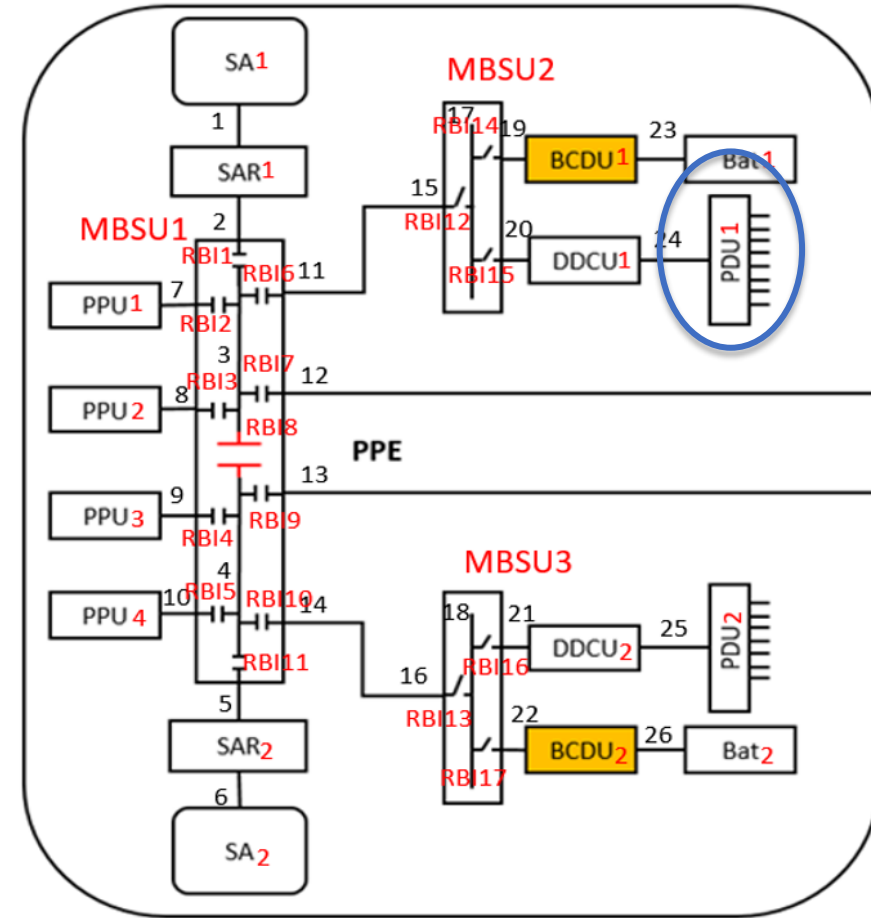 SA1
1
SAR1
2
MBSU1
RBI1
RBI6
11
PPU1
7
RBI2
3
RBI7
12
RBI3
PPU2
8
RBI8
PPE
13
PPU3
9
RBI9
RBI4
4
PPU4
10
RBI5
RBI10
14
RBI11
5
SAR2
6
SA2
MBSU2
17
RBI14
19
BCDU1
23
Bat1
15
RBI12
20
DDCU1
24
PDU1
RBI15
MBSU3
18
21
DDCU2
25
PDU2
RBI16
16
RBI13
22
BCDU2
26
Bat2
RBI17